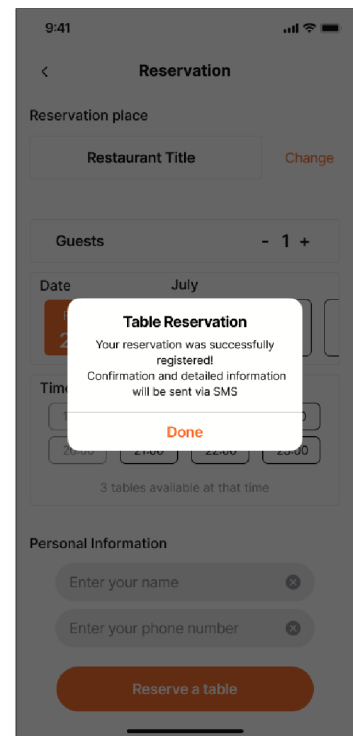 9:41
Reservation
Reservation place
Restaurant Title
Change
Guests
- 1 +
Date
July
Table Reservation
Your reservation was successfully
registered!
Confirmation and detailed information
will be sent via SMS
Done
20:00 21:00 22:00 23:00
3 tables available at that time
Personal Information
Enter your name
Enter your phone number
Reserve a table